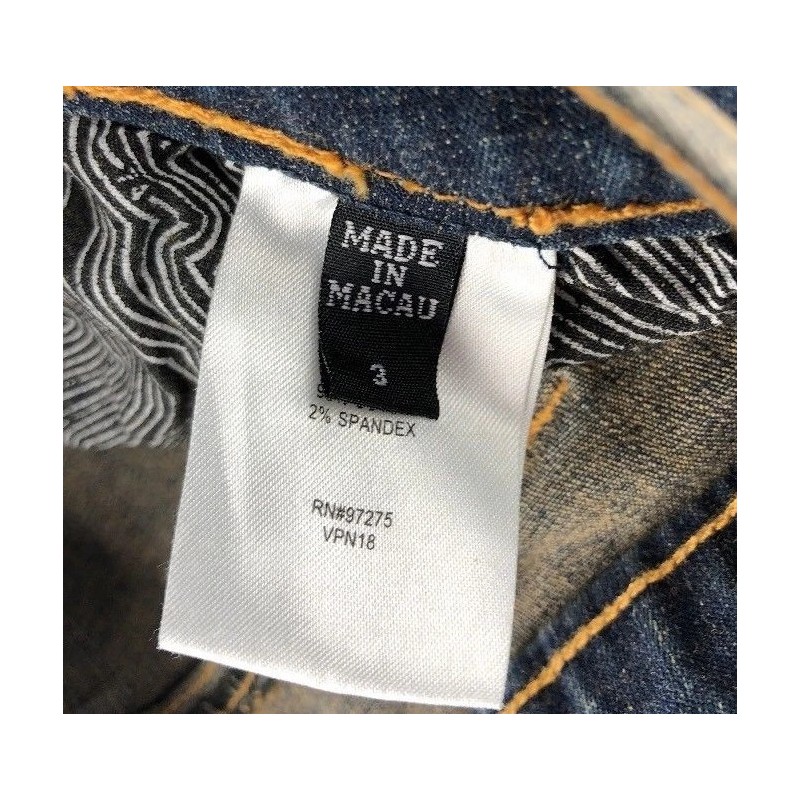 MADE
IN
MACAU
3
2% SPANDEX
RN#97275
VPN18